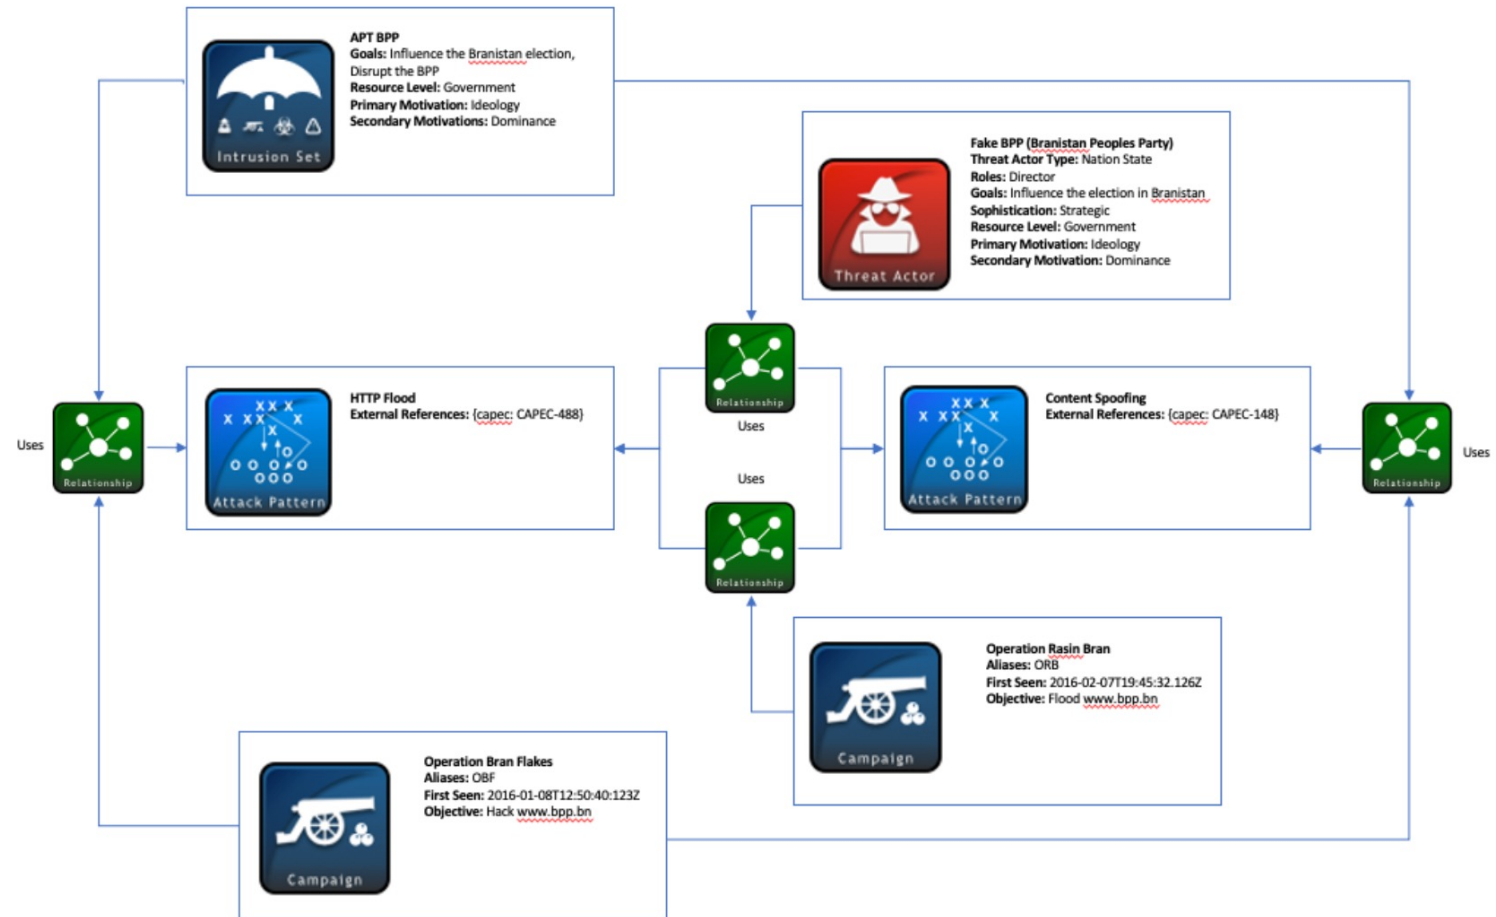 APT BPP
Goals: Influence the Branistan election,
Disrupt the BPP
Resource Level: Government
Primary Motivation: Ideology
Secondary Motivations: Dominance
Intrusion Set
Fake BPP (Branistan Peoples Party)
Threat Actor Type: Nation State
Roles: Director
Goals: Influence the election in Branistan
Sophistication: Strategic
Resource Level: Government
Primary Motivation: Ideology
Secondary Motivation: Dominance
Threat Actor
Uses
Relationship
HTTP Flood
External References: {capec: CAPEC-488}
X X X X
X X X X
X
O
O O O O
O O O
Attack Pattern
Relationship
Uses
Uses
Relationship
Content Spoofing
External References: {capec: CAPEC-148}
X X X X
X X X X
X
O
O O O O
O O O
Attack Pattern
Relationship
Uses
Operation Rasin Bran
Aliases: ORB
First Seen: 2016-02-07T19:45:32.126Z
Objective: Flood www.bpp.bn
Campaign
Operation Bran Flakes
Aliases: OBF
First Seen: 2016-01-08T12:50:40:123Z
Objective: Hack www.bpp.bn
Campaign